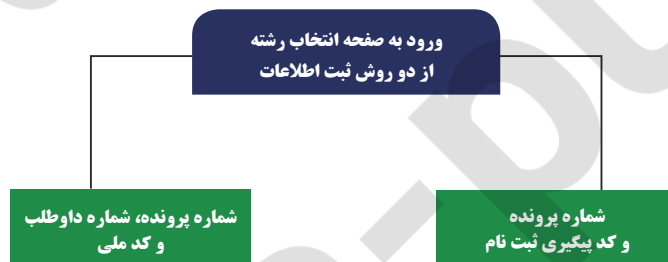 ورود به صفحه انتخاب رشته
از دو روش ثبت اطلاعات
شماره پرونده
و کد پیگیری ثبت نام
شماره پرونده، شماره داوطلب
و کد ملی